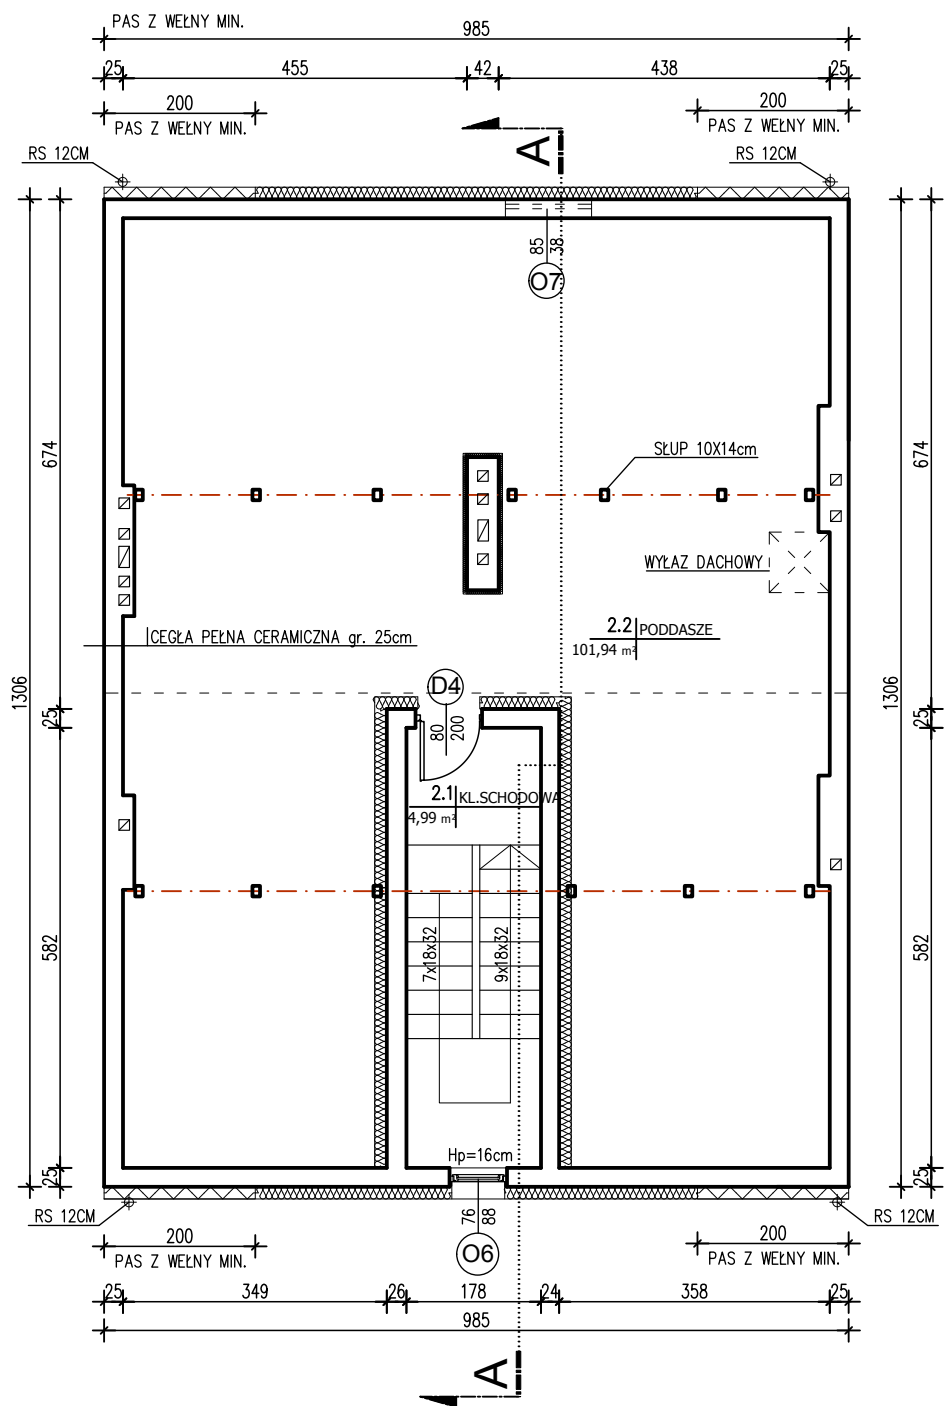 PAS Z WEŁNY MIN.
985
25
455
42
438
25
200
200
PAS Z WEŁNY MIN.
PAS Z WEŁNY MIN.
A
RS 12CM
RS 12CM
85
38
O7
674
674
SŁUP 10X14cm
WYŁAZ DACHOWY
CEGŁA PEŁNA CERAMICZNA gr. 25cm
2.2 PODDASZE
101,94 m²
1306
1306
D4
25
25
80
200
2.1 KL.SCHODOWA
4,99 m²
7x18x32
9x18x32
582
582
Hp=16cm
25
25
RS 12CM
RS 12CM
76
88
O6
200
200
PAS Z WEŁNY MIN.
PAS Z WEŁNY MIN.
25
349
26
178
24
358
25
985
A